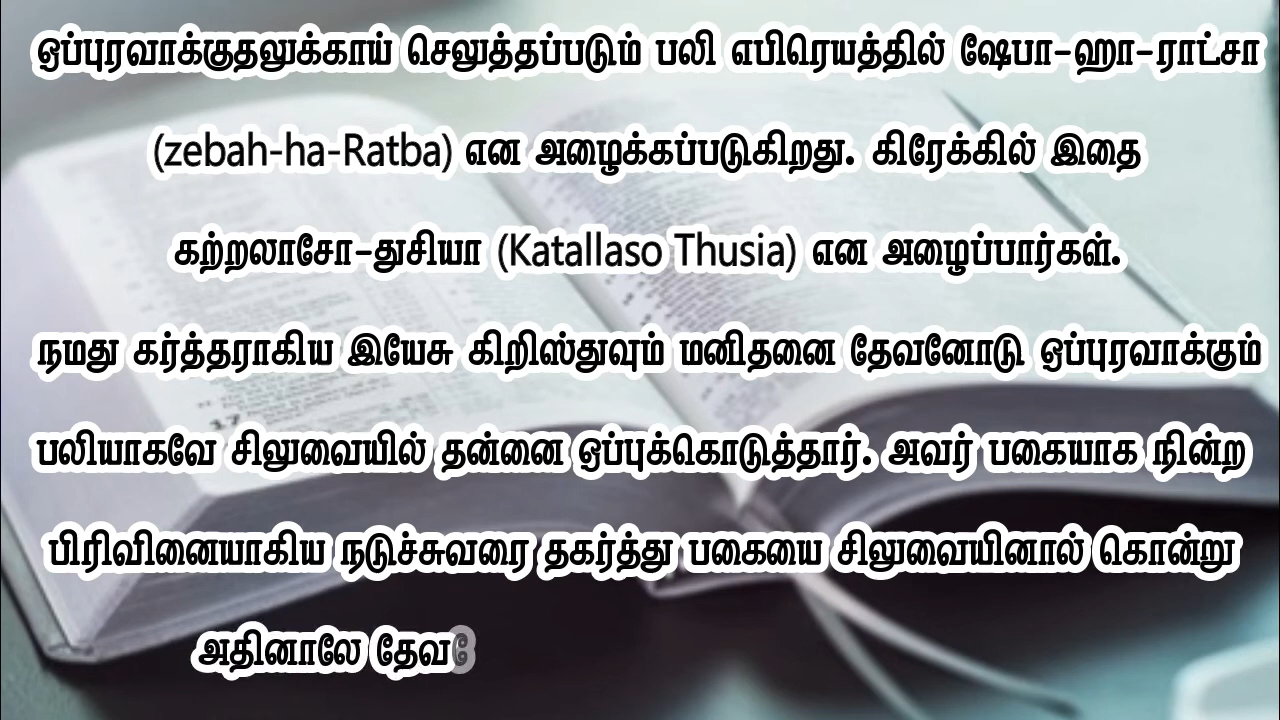 ஒப்புரவாக்குதலுக்காய் செலுத்தப்படும் பலி எபிரெயத்தில் ஷேபா-ஹா-ராட்சா
(zebah-ha-Ratba) என அழைக்கப்படுகிறது. கிரேக்கில் இதை
கற்றலாசோ-துசியா (Katallaso Thusia) என அழைப்பார்கள்.
நமது கர்த்தராகிய இயேசு கிறிஸ்துவும் மனிதனை தேவனோடு ஒப்புரவாக்கும்
பலியாகவே சிலுவையில் தன்னை ஒப்புக்கொடுத்தார். அவர் பகையாக நின்ற
பிரிவினையாகிய நடுச்சுவரை தகர்த்து பகையை சிலுவையினால் கொன்று
அதினாலே தேவ